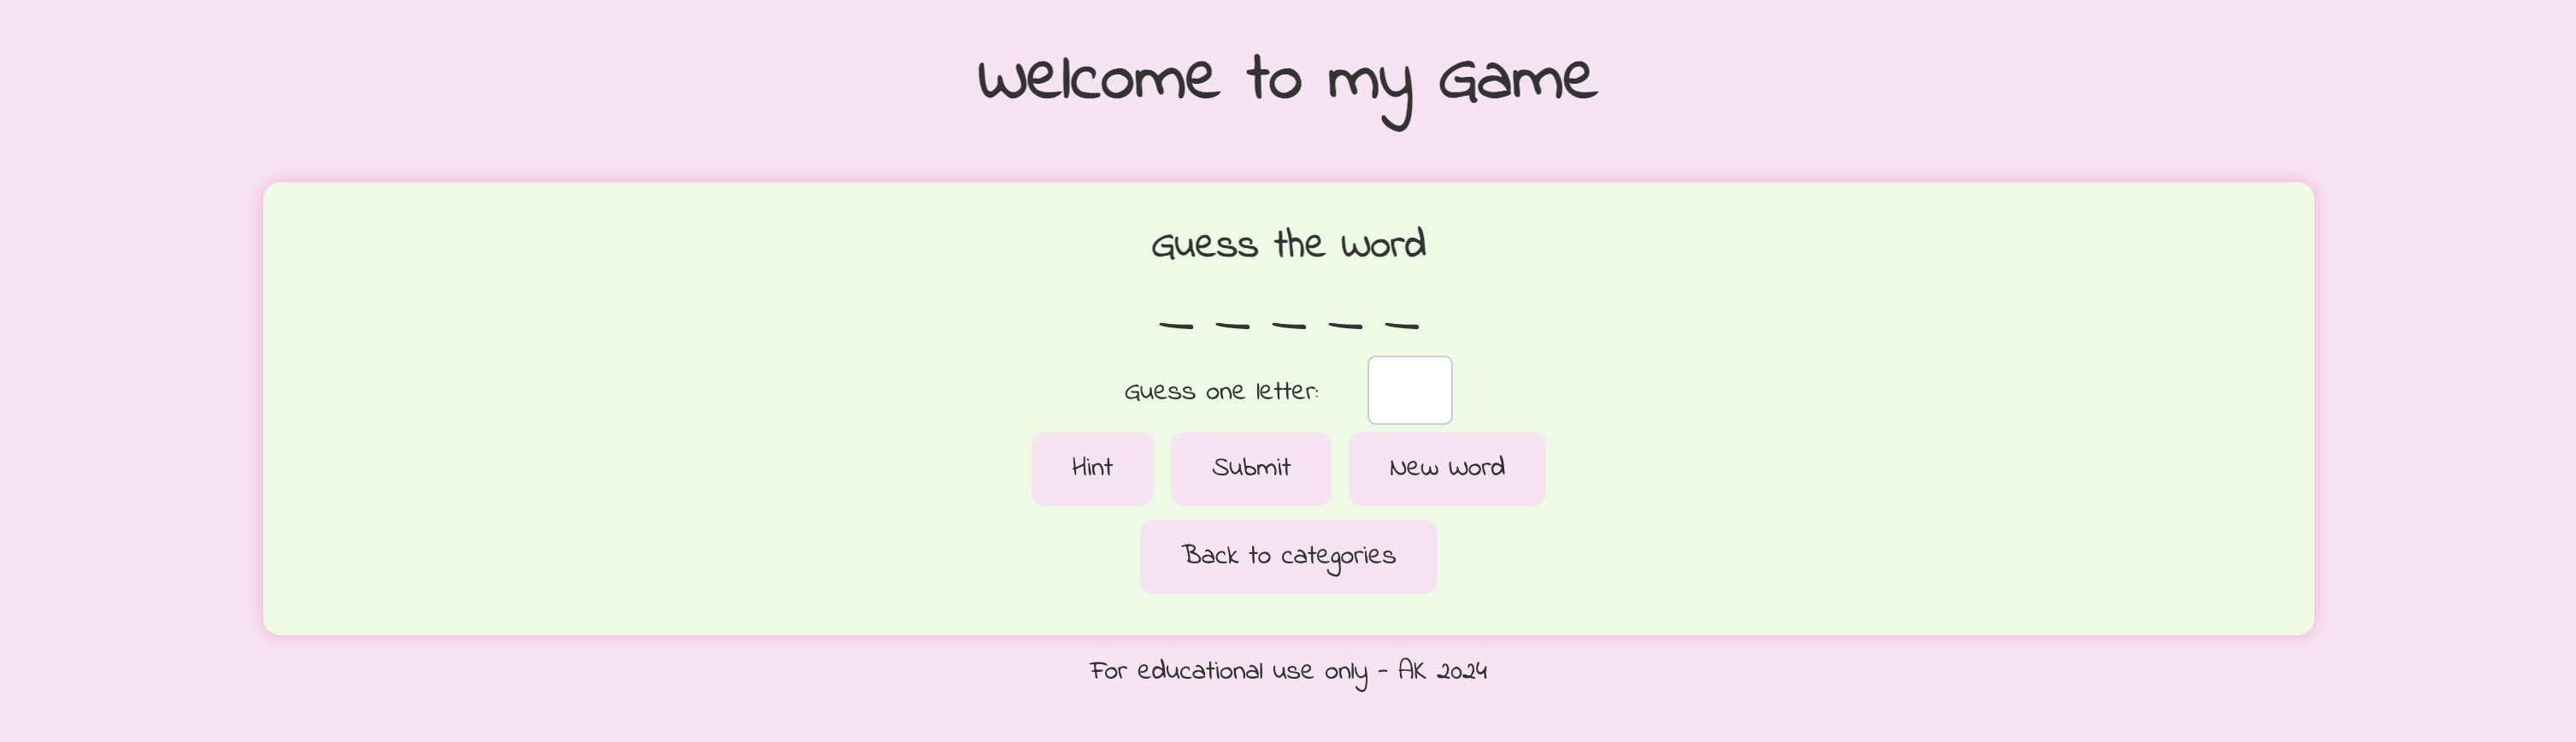 Welcome to my Game
Guess the Word
_ _ _ _ _
Guess one letter:
Hint Submit New Word
Back to categories
For educational use only - AK 2024